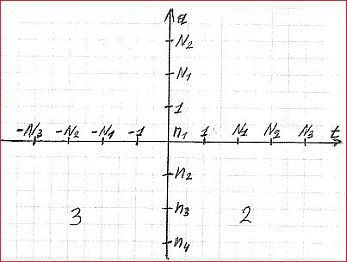 a
N₂
N₁
1
-N₃ -N₂ -N₁ -1 n₁ 1 N₁ N₂ N₃ t
n₂
3 n₃ 2
n₄